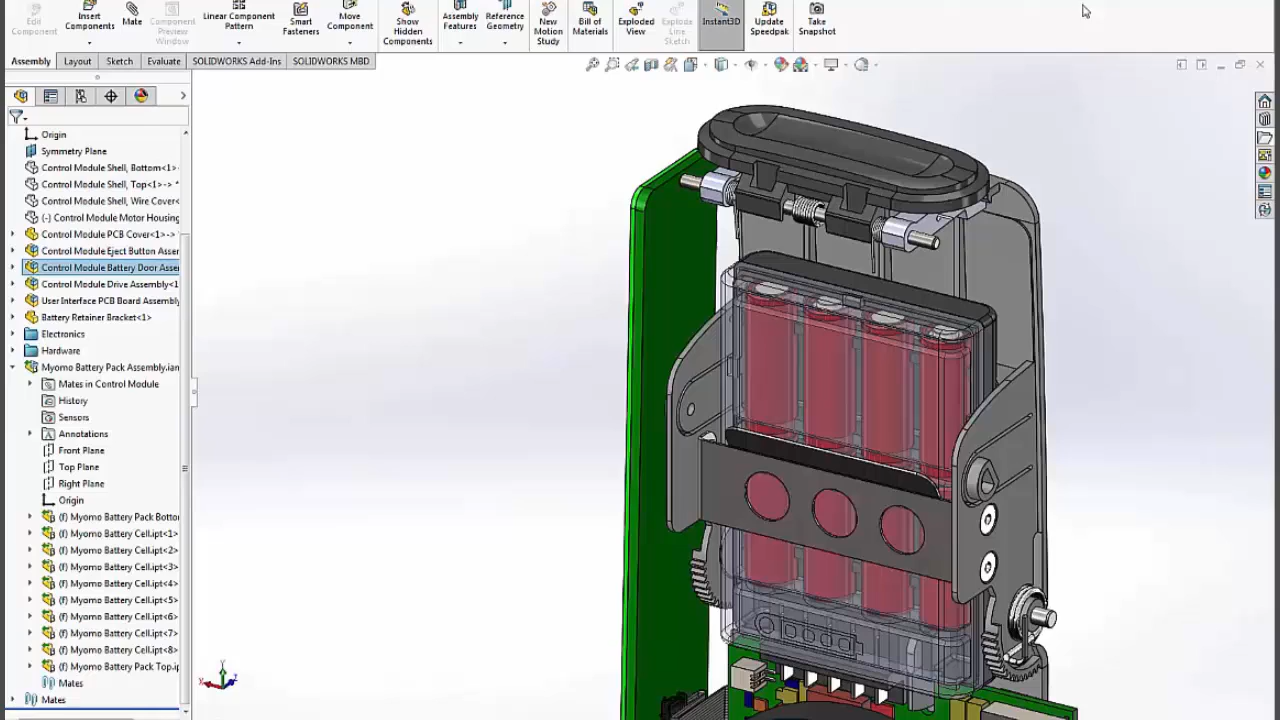 Edit Component
Insert Components
Mate
Component Preview Window
Linear Component Pattern
Smart Fasteners
Move Component
Show Hidden Components
Assembly Features
Reference Geometry
New Motion Study
Bill of Materials
Exploded View
Explode Line Sketch
Instant3D
Update Speedpak
Take Snapshot
Assembly
Layout
Sketch
Evaluate
SOLIDWORKS Add-Ins
SOLIDWORKS MBD
Origin
Symmetry Plane
Control Module Shell, Bottom<1>
Control Module Shell, Top<1>-> *
Control Module Shell, Wire Cover<
(-) Control Module Motor Housing
Control Module PCB Cover<1>->
Control Module Eject Button Asser
Control Module Battery Door Asse
Control Module Drive Assembly<1
User Interface PCB Board Assembly
Battery Retainer Bracket<1>
Electronics
Hardware
Myomo Battery Pack Assembly.ian
Mates in Control Module
History
Sensors
Annotations
Front Plane
Top Plane
Right Plane
Origin
(f) Myomo Battery Pack Botto
(f) Myomo Battery Cell.ipt<1>
(f) Myomo Battery Cell.ipt<2>
(f) Myomo Battery Cell.ipt<3>
(f) Myomo Battery Cell.ipt<4>
(f) Myomo Battery Cell.ipt<5>
(f) Myomo Battery Cell.ipt<6>
(f) Myomo Battery Cell.ipt<7>
(f) Myomo Battery Cell.ipt<8>
(f) Myomo Battery Pack Top.ip
Mates
Mates